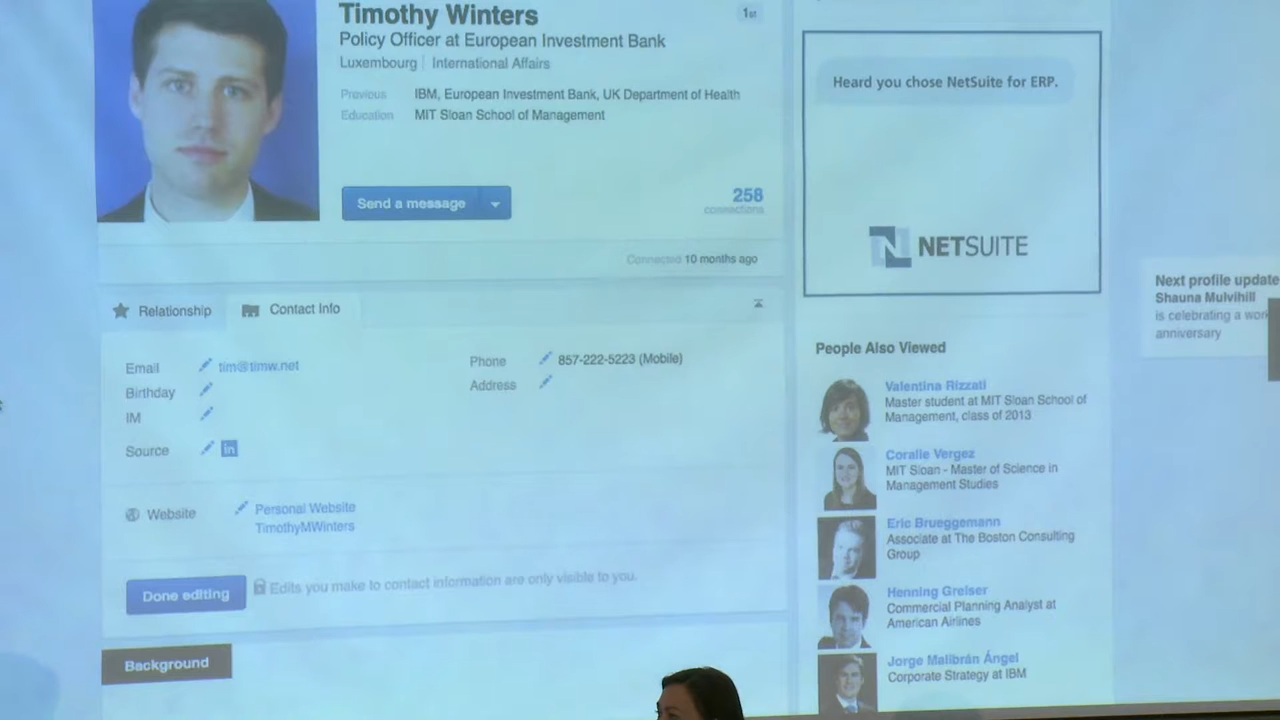 Timothy Winters
1st
Policy Officer at European Investment Bank
Luxembourg | International Affairs
Previous IBM, European Investment Bank, UK Department of Health
Education MIT Sloan School of Management
Send a message
258
connections
Connected 10 months ago
Relationship
Contact Info
Email tim@timw.net
Birthday
IM
Source in
Phone 857-222-5223 (Mobile)
Address
Website Personal Website
TimothyMWinters
Done editing
Edits you make to contact information are only visible to you.
Background
Heard you chose NetSuite for ERP.
NETSUITE
People Also Viewed
Valentina Rizzati
Master student at MIT Sloan School of
Management, class of 2013
Coralie Vergez
MIT Sloan - Master of Science in
Management Studies
Eric Brueggemann
Associate at The Boston Consulting
Group
Henning Greiser
Commercial Planning Analyst at
American Airlines
Jorge Malibrán Ángel
Corporate Strategy at IBM
Next profile update
Shauna Mulvihill
is celebrating a work
anniversary